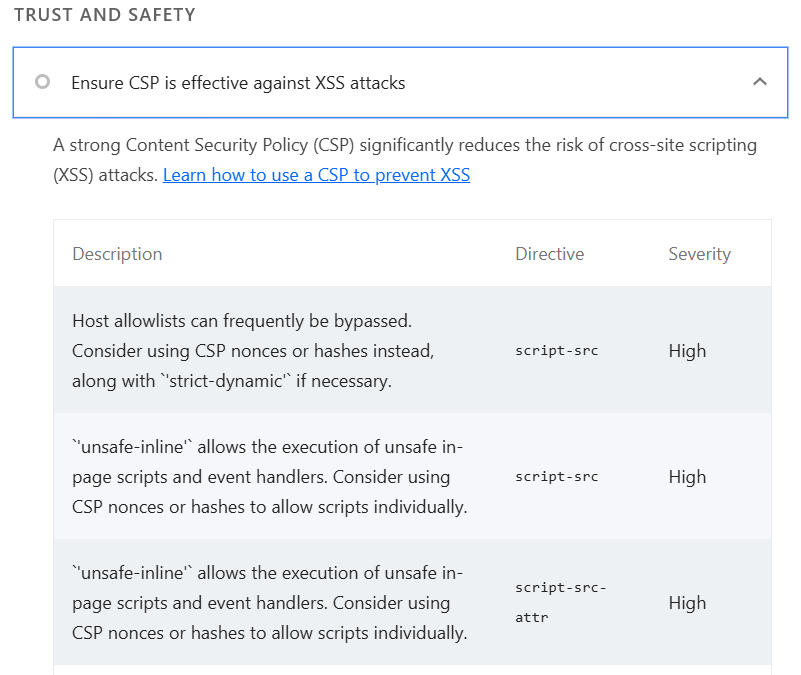 TRUST AND SAFETY
Ensure CSP is effective against XSS attacks
A strong Content Security Policy (CSP) significantly reduces the risk of cross-site scripting
(XSS) attacks. Learn how to use a CSP to prevent XSS
Description Directive Severity
Host allowlists can frequently be bypassed.
Consider using CSP nonces or hashes instead,
along with `'strict-dynamic'` if necessary.
script-src
High
`'unsafe-inline'` allows the execution of unsafe in-
page scripts and event handlers. Consider using
CSP nonces or hashes to allow scripts individually.
script-src
High
`'unsafe-inline'` allows the execution of unsafe in-
page scripts and event handlers. Consider using
CSP nonces or hashes to allow scripts individually.
script-src-
attr
High